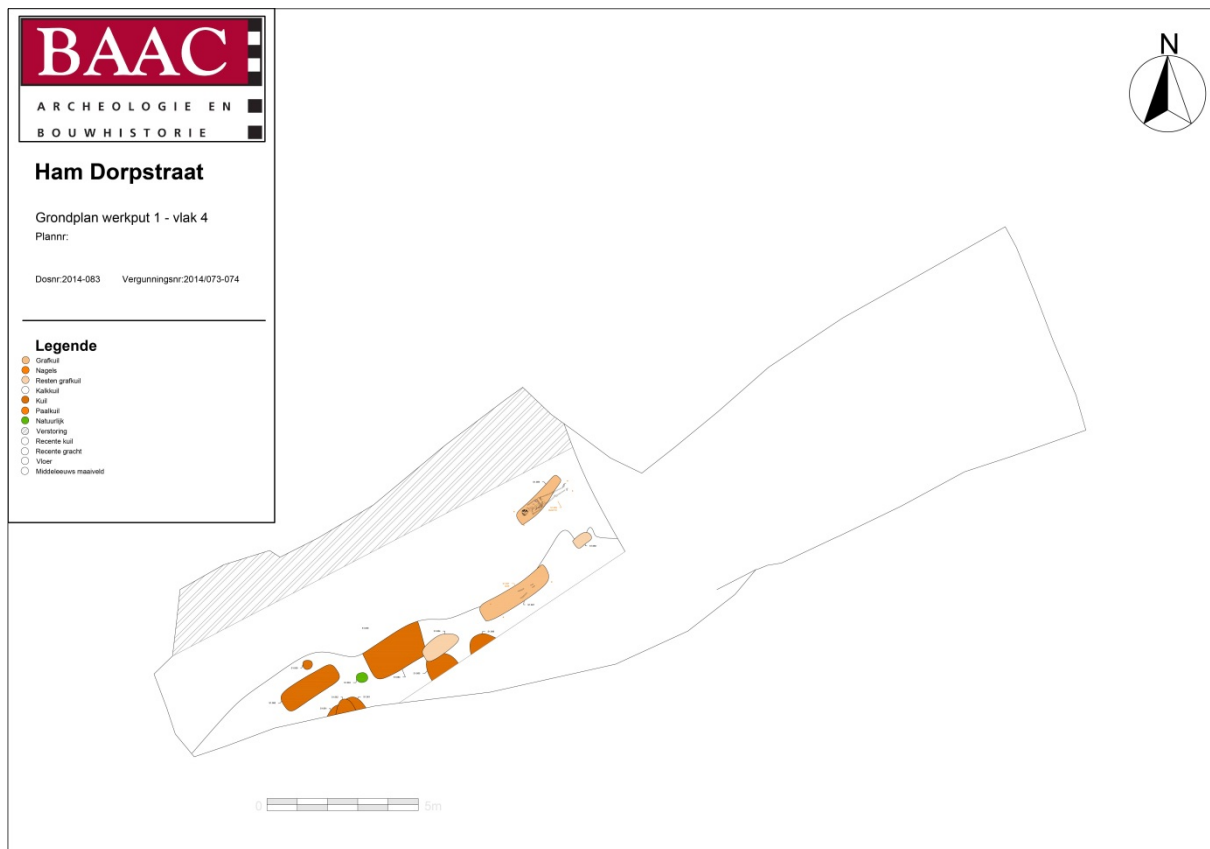 BAAC
ARCHEOLOGIE EN
BOUWHISTORIE
Ham Dorpstraat
Grondplan werkput 1 - vlak 4
Plannr:
Dosnr:2014-083 Vergunningsnr:2014/073-074
Legende
Grafkuil
Nagels
Resten grafkuil
Kalkkuil
Kuil
Paalkuil
Natuurlijk
Verstoring
Recente kuil
Recente gracht
Vloer
Middeleeuws maaiveld
N
0 5m